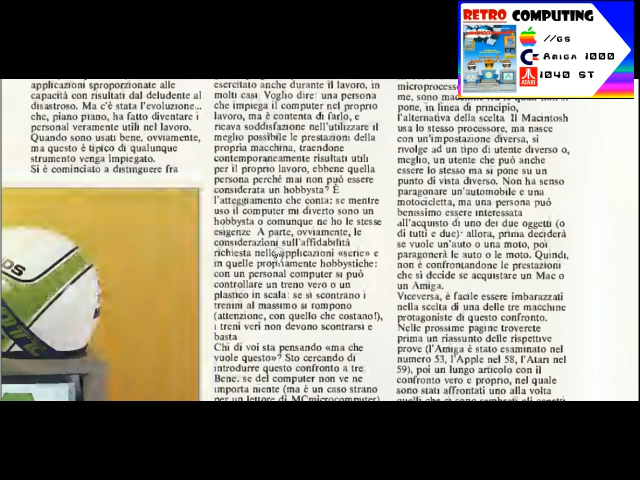 RETRO COMPUTING
//GS
Amiga 1000
1040 ST
ATARI
applicazioni sproporzionate alle
capacità con risultati dal deludente al
disastroso. Ma c'è stata l'evoluzione..
che, piano piano, ha fatto diventare i
personal veramente utili nel lavoro.
Quando sono usati bene, ovviamente,
ma questo è tipico di qualunque
strumento venga impiegato.
Si è cominciato a distinguere fra
esercitato anche durante il lavoro, in
molti casi. Voglio dire: una persona
che impiega il computer nel proprio
lavoro, ma è contenta di farlo, e
ricava soddisfazione nell'utilizzare il
meglio possibile le prestazioni della
propria macchina, traendone
contemporaneamente risultati utili
per il proprio lavoro, ebbene quella
persona perché mai non può essere
considerata un hobbysta? È
l'atteggiamento che conta: se mentre
uso il computer mi diverto sono un
hobbysta o comunque ne ho le stesse
esigenze. A parte, ovviamente, le
considerazioni sull'affidabilità
richiesta nelle applicazioni «serie» e
in quelle propriamente hobbystiche:
con un personal computer si può
controllare un treno vero o un
plastico in scala: se si scontrano i
trenini al massimo si rompono
(attenzione, con quello che costano!),
i treni veri non devono scontrarsi e
basta.
Chi di voi sta pensando «ma che
vuole questo»? Sto cercando di
introdurre questo confronto a tre.
Bene: se del computer non ve ne
importa niente (ma è un caso strano
per un lettore di MCmicrocomputer)
microprocesso
me, sono
pone, in linea di principio,
l'alternativa della scelta. Il Macintosh
usa lo stesso processore, ma nasce
con un'impostazione diversa, si
rivolge ad un tipo di utente diverso o,
meglio, un utente che può anche
essere lo stesso ma si pone su un
punto di vista diverso. Non ha senso
paragonare un'automobile e una
motocicletta, ma una persona può
benissimo essere interessata
all'acquisto di uno dei due oggetti (o
di tutti e due): allora, prima deciderà
se vuole un'auto o una moto, poi
paragonerà le auto o le moto. Quindi,
non è confrontandone le prestazioni
che si decide se acquistare un Mac o
un Amiga.
Viceversa, è facile essere imbarazzati
nella scelta di una delle tre macchine
protagoniste di questo confronto.
Nelle prossime pagine troverete
prima un riassunto delle rispettive
prove (l'Amiga è stato esaminato nel
numero 53, l'Apple nel 58, l'Atari nel
59), poi un lungo articolo con il
confronto vero e proprio, nel quale
sono stati affrontati uno alla volta
quelli che ci sono sembrati gli aspetti